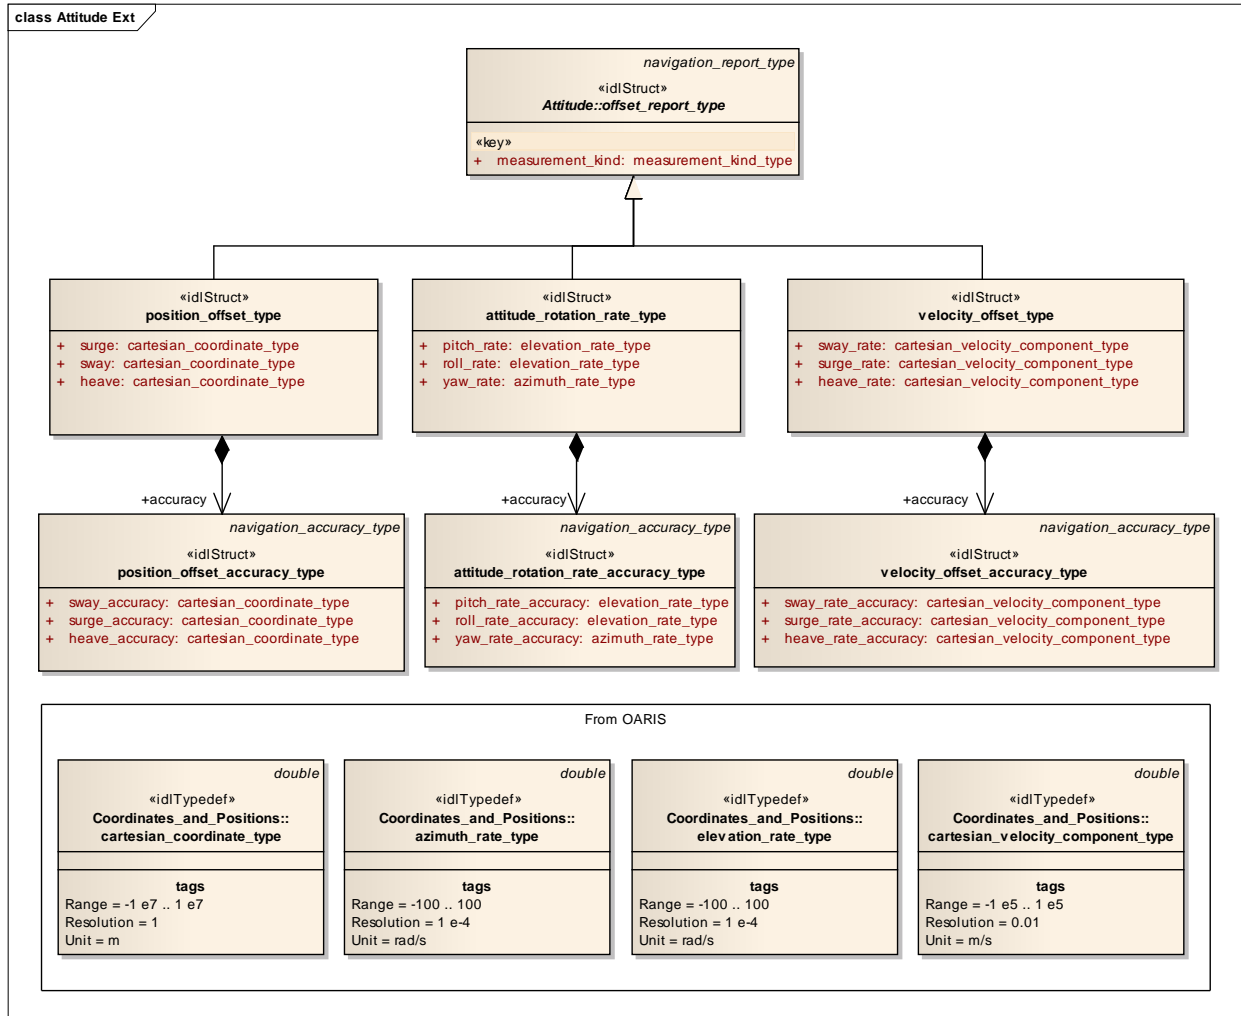 class Attitude Ext
navigation_report_type
«idlStruct»
Attitude::offset_report_type
«key»
+ measurement_kind: measurement_kind_type
«idlStruct»
position_offset_type
+ surge: cartesian_coordinate_type
+ sway: cartesian_coordinate_type
+ heave: cartesian_coordinate_type
«idlStruct»
attitude_rotation_rate_type
+ pitch_rate: elevation_rate_type
+ roll_rate: elevation_rate_type
+ yaw_rate: azimuth_rate_type
«idlStruct»
velocity_offset_type
+ sway_rate: cartesian_velocity_component_type
+ surge_rate: cartesian_velocity_component_type
+ heave_rate: cartesian_velocity_component_type
+accuracy
+accuracy
+accuracy
navigation_accuracy_type
«idlStruct»
position_offset_accuracy_type
+ sway_accuracy: cartesian_coordinate_type
+ surge_accuracy: cartesian_coordinate_type
+ heave_accuracy: cartesian_coordinate_type
navigation_accuracy_type
«idlStruct»
attitude_rotation_rate_accuracy_type
+ pitch_rate_accuracy: elevation_rate_type
+ roll_rate_accuracy: elevation_rate_type
+ yaw_rate_accuracy: azimuth_rate_type
navigation_accuracy_type
«idlStruct»
velocity_offset_accuracy_type
+ sway_rate_accuracy: cartesian_velocity_component_type
+ surge_rate_accuracy: cartesian_velocity_component_type
+ heave_rate_accuracy: cartesian_velocity_component_type
From OARIS
double
«idlTypedef»
Coordinates_and_Positions::
cartesian_coordinate_type
tags
Range = -1 e7 .. 1 e7
Resolution = 1
Unit = m
double
«idlTypedef»
Coordinates_and_Positions::
azimuth_rate_type
tags
Range = -100 .. 100
Resolution = 1 e-4
Unit = rad/s
double
«idlTypedef»
Coordinates_and_Positions::
elevation_rate_type
tags
Range = -100 .. 100
Resolution = 1 e-4
Unit = rad/s
double
«idlTypedef»
Coordinates_and_Positions::
cartesian_velocity_component_type
tags
Range = -1 e5 .. 1 e5
Resolution = 0.01
Unit = m/s